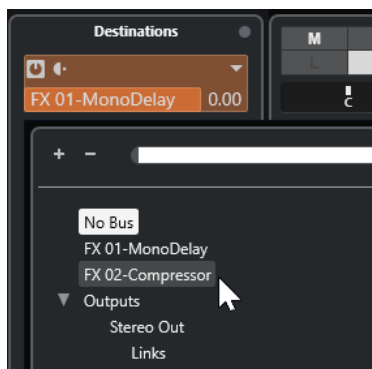 Destinations
M
L
FX 01-MonoDelay 0.00
C
+ -
No Bus
FX 01-MonoDelay
FX 02-Compressor
Outputs
Stereo Out
Links